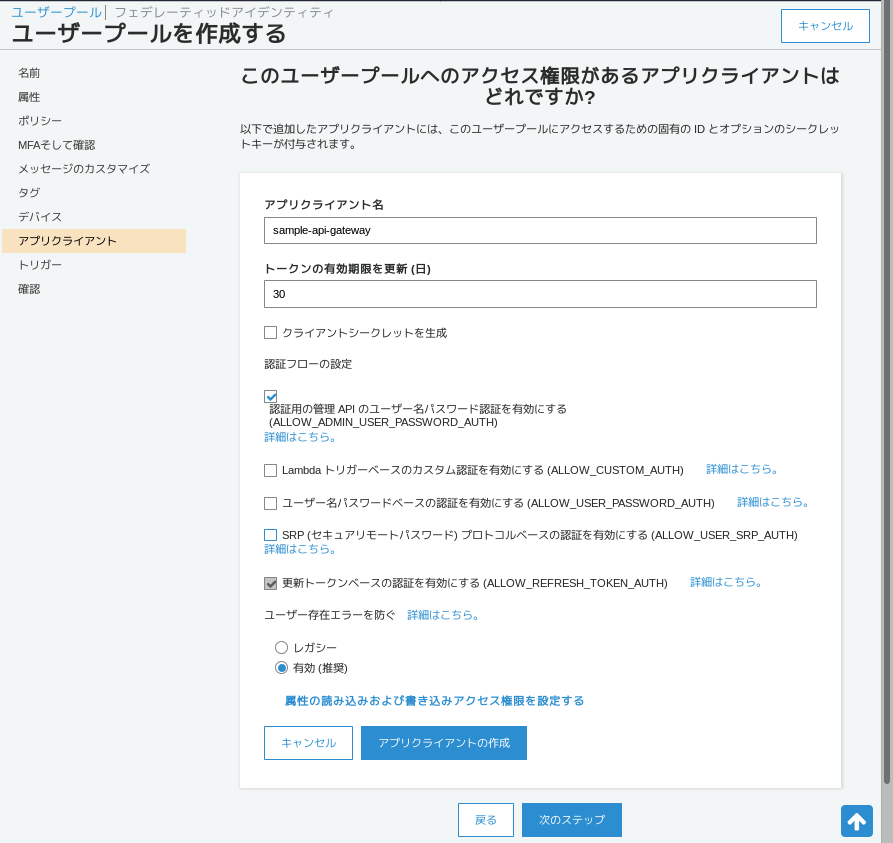 ユーザープール| フェデレーティッドアイデンティティ
ユーザープールを作成する
キャンセル
名前
属性
ポリシー
MFAそして確認
メッセージのカスタマイズ
タグ
デバイス
アプリクライアント
トリガー
確認
このユーザープールへのアクセス権限があるアプリクライアントは
どれですか?
以下で追加したアプリクライアントには、このユーザープールにアクセスするための固有の ID とオプションのシークレッ
トキーが付与されます。
アプリクライアント名
sample-api-gateway
トークンの有効期限を更新 (日)
30
クライアントシークレットを生成
認証フローの設定
認証用の管理 API のユーザー名パスワード認証を有効にする
(ALLOW_ADMIN_USER_PASSWORD_AUTH)
詳細はこちら。
Lambda トリガーベースのカスタム認証を有効にする (ALLOW_CUSTOM_AUTH) 詳細はこちら。
ユーザー名パスワードベースの認証を有効にする (ALLOW_USER_PASSWORD_AUTH) 詳細はこちら。
SRP (セキュアリモートパスワード) プロトコルベースの認証を有効にする (ALLOW_USER_SRP_AUTH)
詳細はこちら。
更新トークンベースの認証を有効にする (ALLOW_REFRESH_TOKEN_AUTH) 詳細はこちら。
ユーザー存在エラーを防ぐ 詳細はこちら。
レガシー
有効 (推奨)
属性の読み込みおよび書き込みアクセス権限を設定する
キャンセル アプリクライアントの作成
戻る 次のステップ